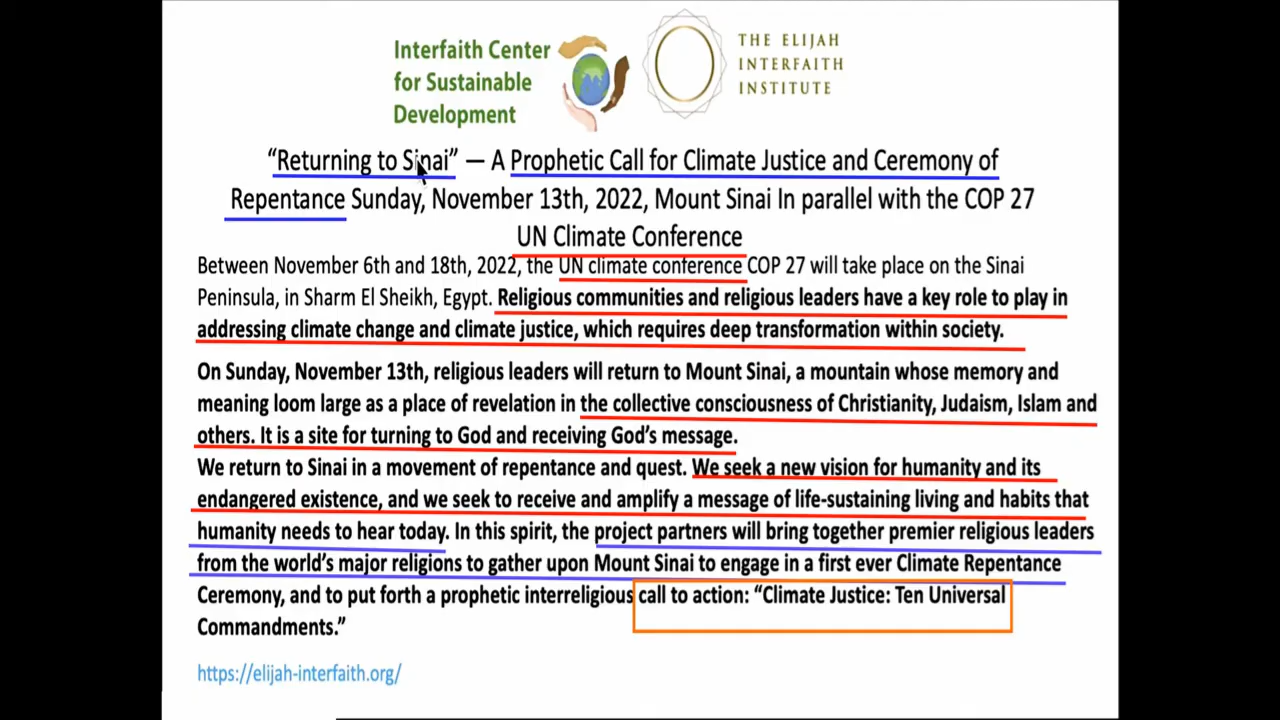 Interfaith Center
for Sustainable
Development
THE ELIJAH
INTERFAITH
INSTITUTE
“Returning to Sinai” — A Prophetic Call for Climate Justice and Ceremony of
Repentance Sunday, November 13th, 2022, Mount Sinai In parallel with the COP 27
UN Climate Conference
Between November 6th and 18th, 2022, the UN climate conference COP 27 will take place on the Sinai
Peninsula, in Sharm El Sheikh, Egypt. Religious communities and religious leaders have a key role to play in
addressing climate change and climate justice, which requires deep transformation within society.
On Sunday, November 13th, religious leaders will return to Mount Sinai, a mountain whose memory and
meaning loom large as a place of revelation in the collective consciousness of Christianity, Judaism, Islam and
others. It is a site for turning to God and receiving God’s message.
We return to Sinai in a movement of repentance and quest. We seek a new vision for humanity and its
endangered existence, and we seek to receive and amplify a message of life-sustaining living and habits that
humanity needs to hear today. In this spirit, the project partners will bring together premier religious leaders
from the world’s major religions to gather upon Mount Sinai to engage in a first ever Climate Repentance
Ceremony, and to put forth a prophetic interreligious call to action: “Climate Justice: Ten Universal
Commandments.”
https://elijah-interfaith.org/